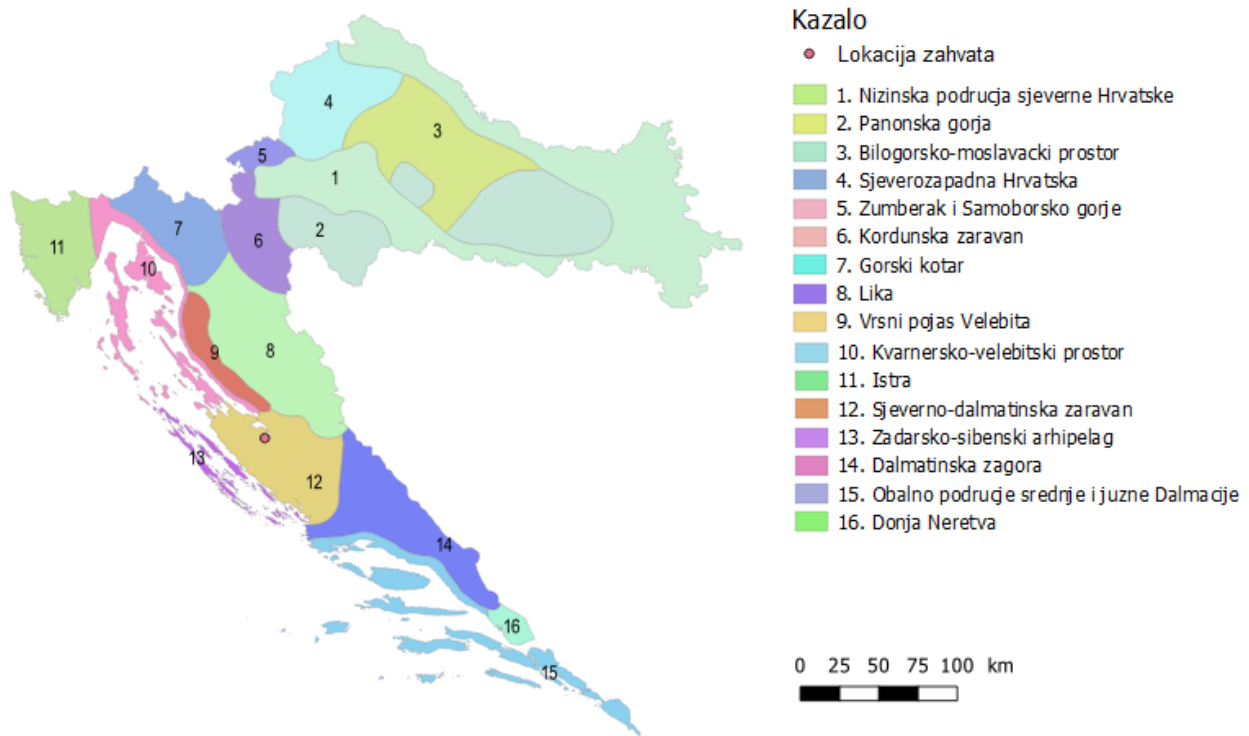 Kazalo
Lokacija zahvata
1. Nizinska podrucja sjeverne Hrvatske
2. Panonska gorja
3. Bilogorsko-moslavacki prostor
4. Sjeverozapadna Hrvatska
5. Zumberak i Samoborsko gorje
6. Kordunska zaravan
7. Gorski kotar
8. Lika
9. Vrsni pojas Velebita
10. Kvarnersko-velebitski prostor
11. Istra
12. Sjeverno-dalmatinska zaravan
13. Zadarsko-sibenski arhipelag
14. Dalmatinska zagora
15. Obalno podrucje srednje i juzne Dalmacije
16. Donja Neretva
0 25 50 75 100 km
4
3
5
1
7
6
2
11
10
9
8
13
12
14
16
15